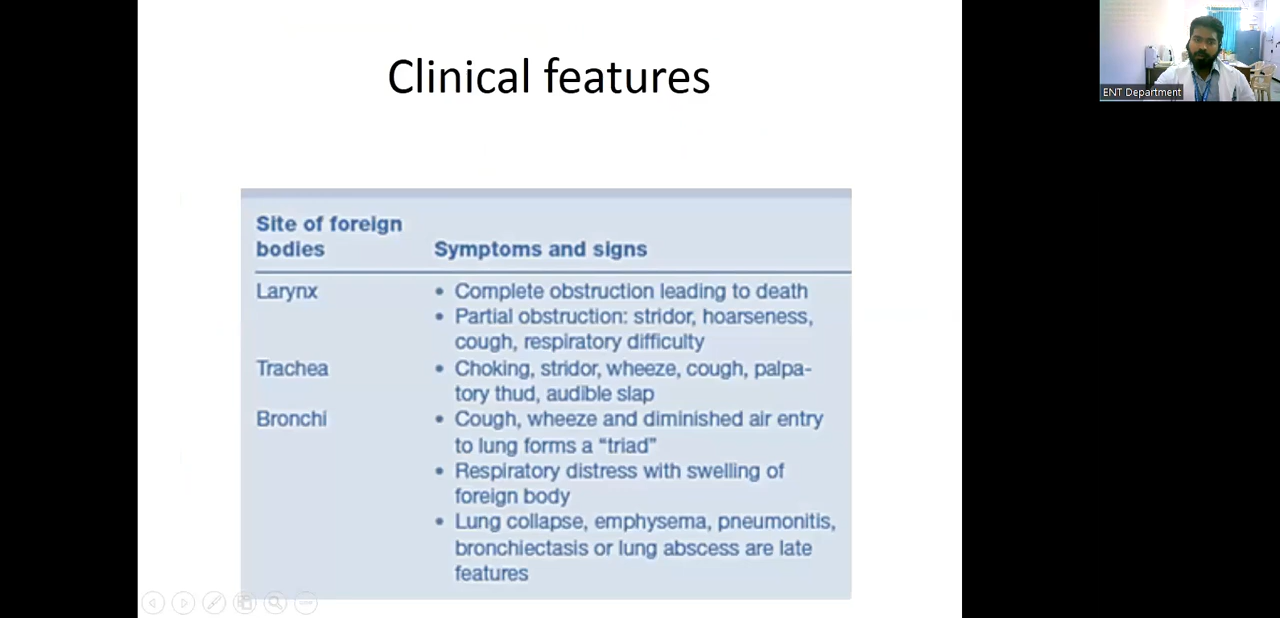 Clinical features
ENT Department
Site of foreign
bodies
Symptoms and signs
Larynx
• Complete obstruction leading to death
• Partial obstruction: stridor, hoarseness,
cough, respiratory difficulty
Trachea
• Choking, stridor, wheeze, cough, palpa-
tory thud, audible slap
Bronchi
• Cough, wheeze and diminished air entry
to lung forms a “triad”
• Respiratory distress with swelling of
foreign body
• Lung collapse, emphysema, pneumonitis,
bronchiectasis or lung abscess are late
features